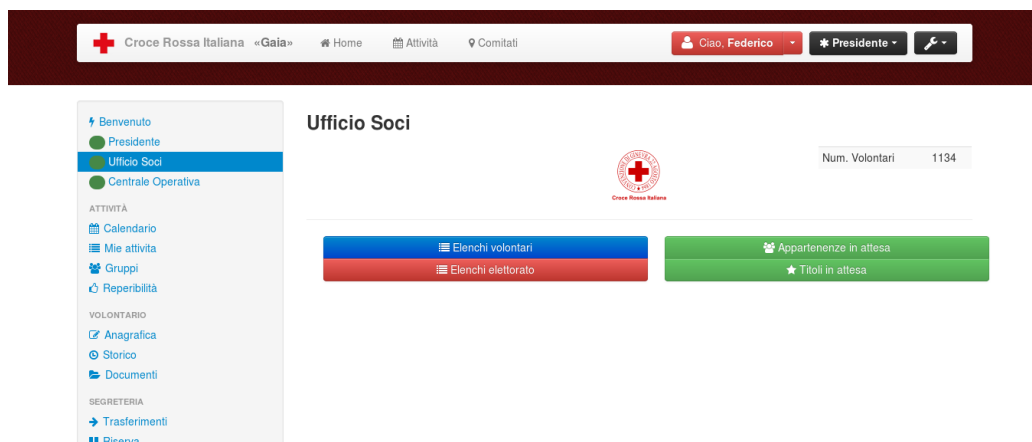 Croce Rossa Italiana «Gaia» Home Attività Comitati Ciao, Federico Presidente
Benvenuto
Presidente
Ufficio Soci
Centrale Operativa
ATTIVITÀ
Calendario
Mie attivita
Gruppi
Reperibilità
VOLONTARIO
Anagrafica
Storico
Documenti
SEGRETERIA
Trasferimenti
Riserva
Ufficio Soci
Croce Rossa Italiana
Num. Volontari 1134
Elenchi volontari
Elenchi elettorato
Appartenenze in attesa
Titoli in attesa